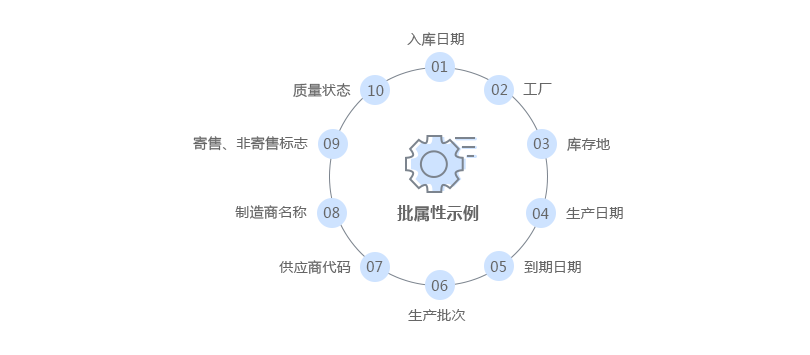 入库日期
01
02
工厂
03
库存地
04
生产日期
05
到期日期
06
生产批次
07
供应商代码
08
制造商名称
09
寄售、非寄售标志
10
质量状态
批属性示例